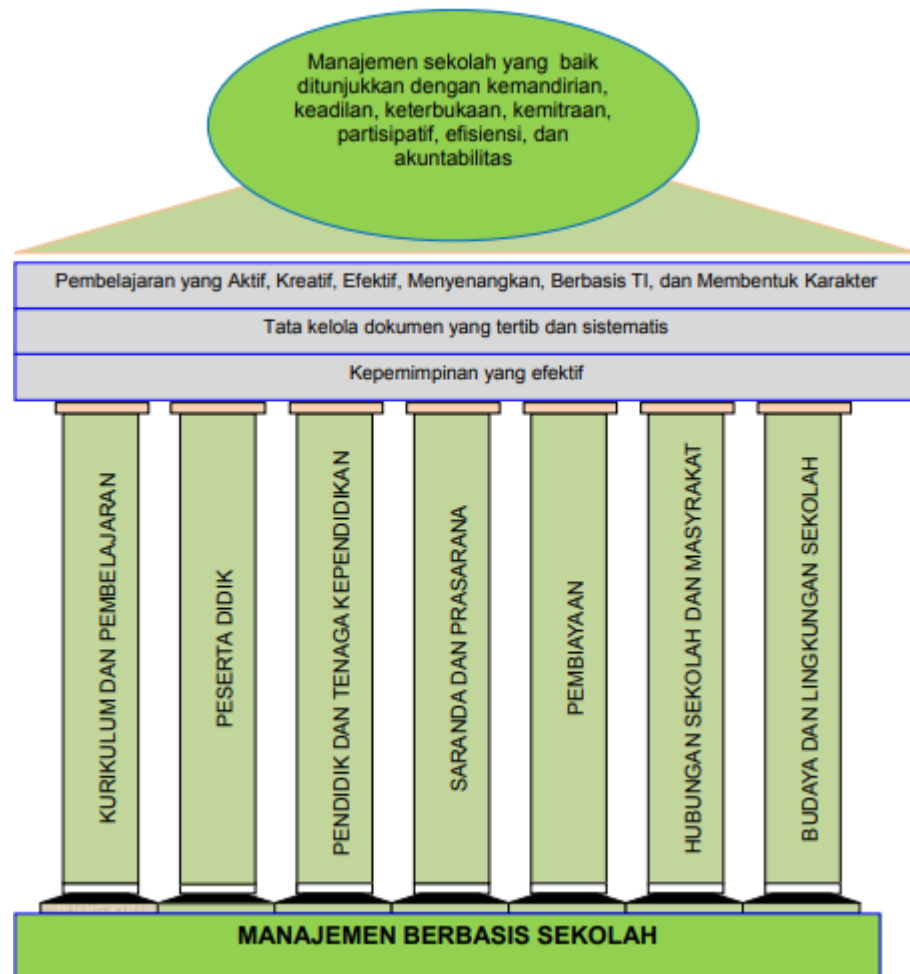 Manajemen sekolah yang baik
ditunjukkan dengan kemandirian,
keadilan, keterbukaan, kemitraan,
partisipatif, efisiensi, dan
akuntabilitas
Pembelajaran yang Aktif, Kreatif, Efektif, Menyenangkan, Berbasis TI, dan Membentuk Karakter
Tata kelola dokumen yang tertib dan sistematis
Kepemimpinan yang efektif
KURIKULUM DAN PEMBELAJARAN
PESERTA DIDIK
PENDIDIK DAN TENAGA KEPENDIDIKAN
SARANDA DAN PRASARANA
PEMBIAYAAN
HUBUNGAN SEKOLAH DAN MASYRAKAT
BUDAYA DAN LINGKUNGAN SEKOLAH
MANAJEMEN BERBASIS SEKOLAH